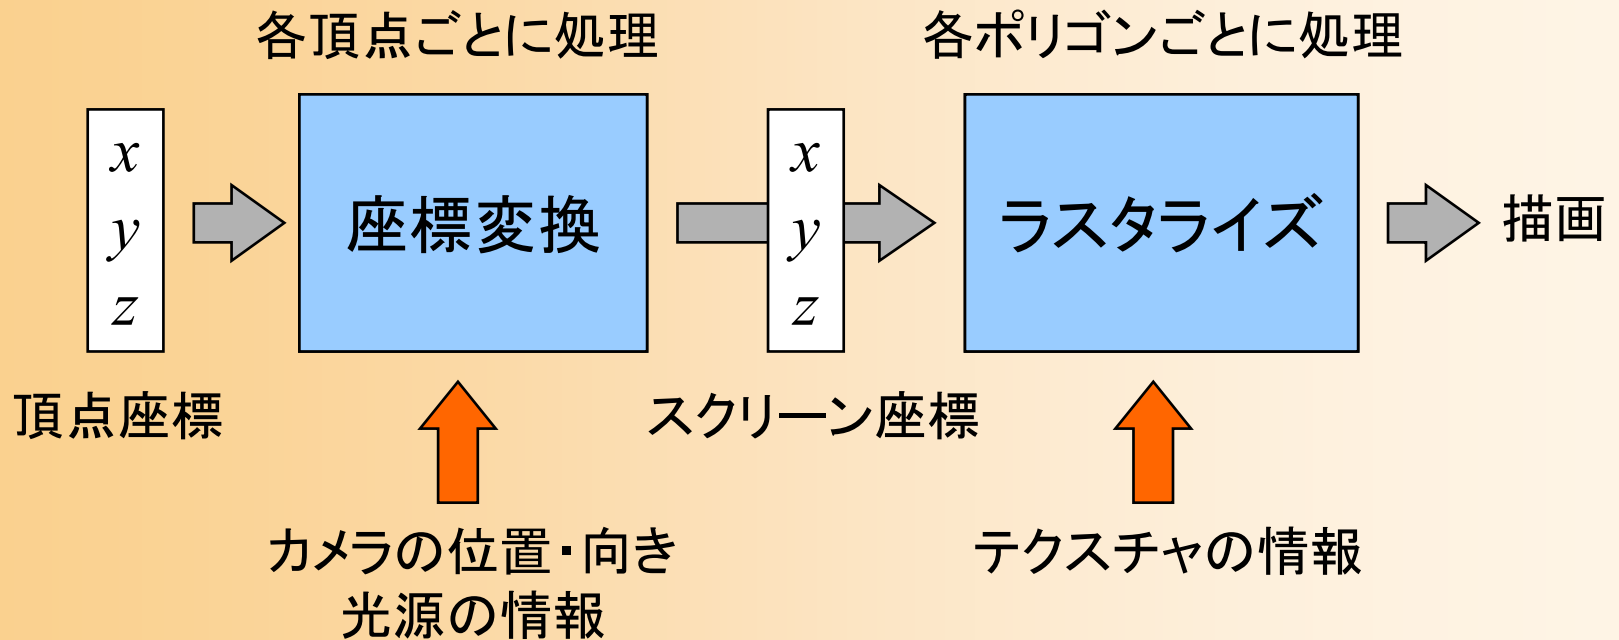 各頂点ごとに処理
各ポリゴンごとに処理
x
y
z
座標変換
x
y
z
ラスタライズ
描画
頂点座標
スクリーン座標
カメラの位置・向き
光源の情報
テクスチャの情報